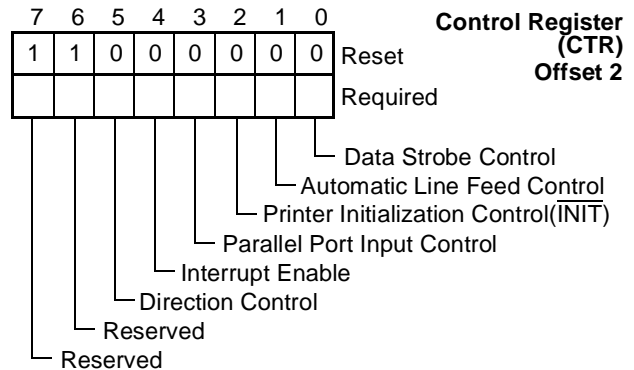 7 6 5 4 3 2 1 0
Control Register
(CTR)
Offset 2
1 1 0 0 0 0 0 0 Reset
Required
Data Strobe Control
Automatic Line Feed Control
Printer Initialization Control(INIT)
Parallel Port Input Control
Interrupt Enable
Direction Control
Reserved
Reserved